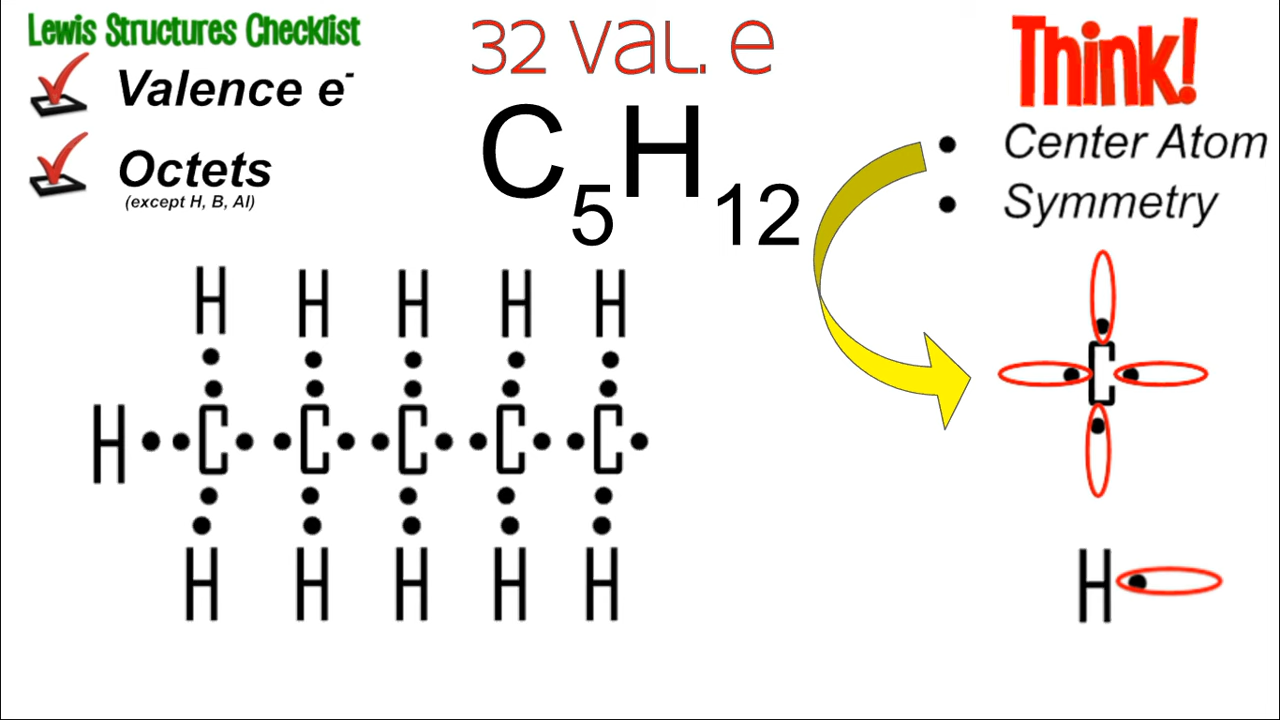 Lewis Structures Checklist
Valence e⁻
Octets
(except H, B, Al)
32 val. e
C₅H₁₂
Think!
• Center Atom
• Symmetry
H H H H H
H C C C C C
H H H H H
C
H